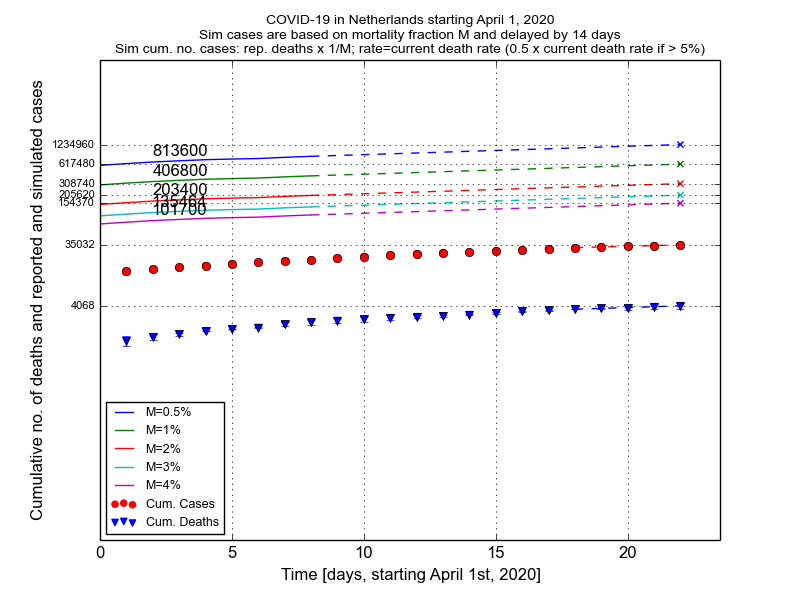 COVID-19 in Netherlands starting April 1, 2020
Sim cases are based on mortality fraction M and delayed by 14 days
Sim cum. no. cases: rep. deaths x 1/M; rate=current death rate (0.5 x current death rate if > 5%)
Cumulative no. of deaths and reported and simulated cases
1234960
617480
308740
205620
154370
35032
4068
813600
406800
203400
135464
101700
M=0.5%
M=1%
M=2%
M=3%
M=4%
Cum. Cases
Cum. Deaths
0 5 10 15 20
Time [days, starting April 1st, 2020]